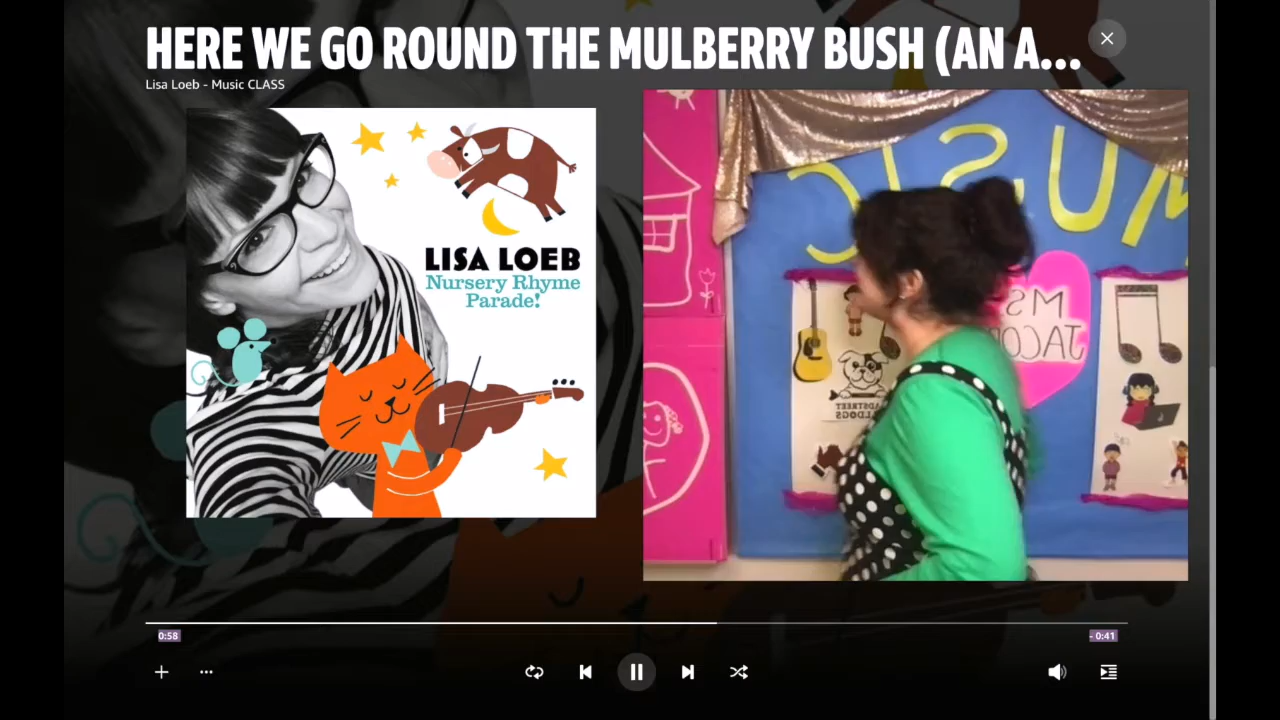 HERE WE GO ROUND THE MULBERRY BUSH (AN A...
Lisa Loeb - Music CLASS
LISA LOEB
Nursery Rhyme
Parade!
MUSIC
MS
JACO
0:58
- 0:41